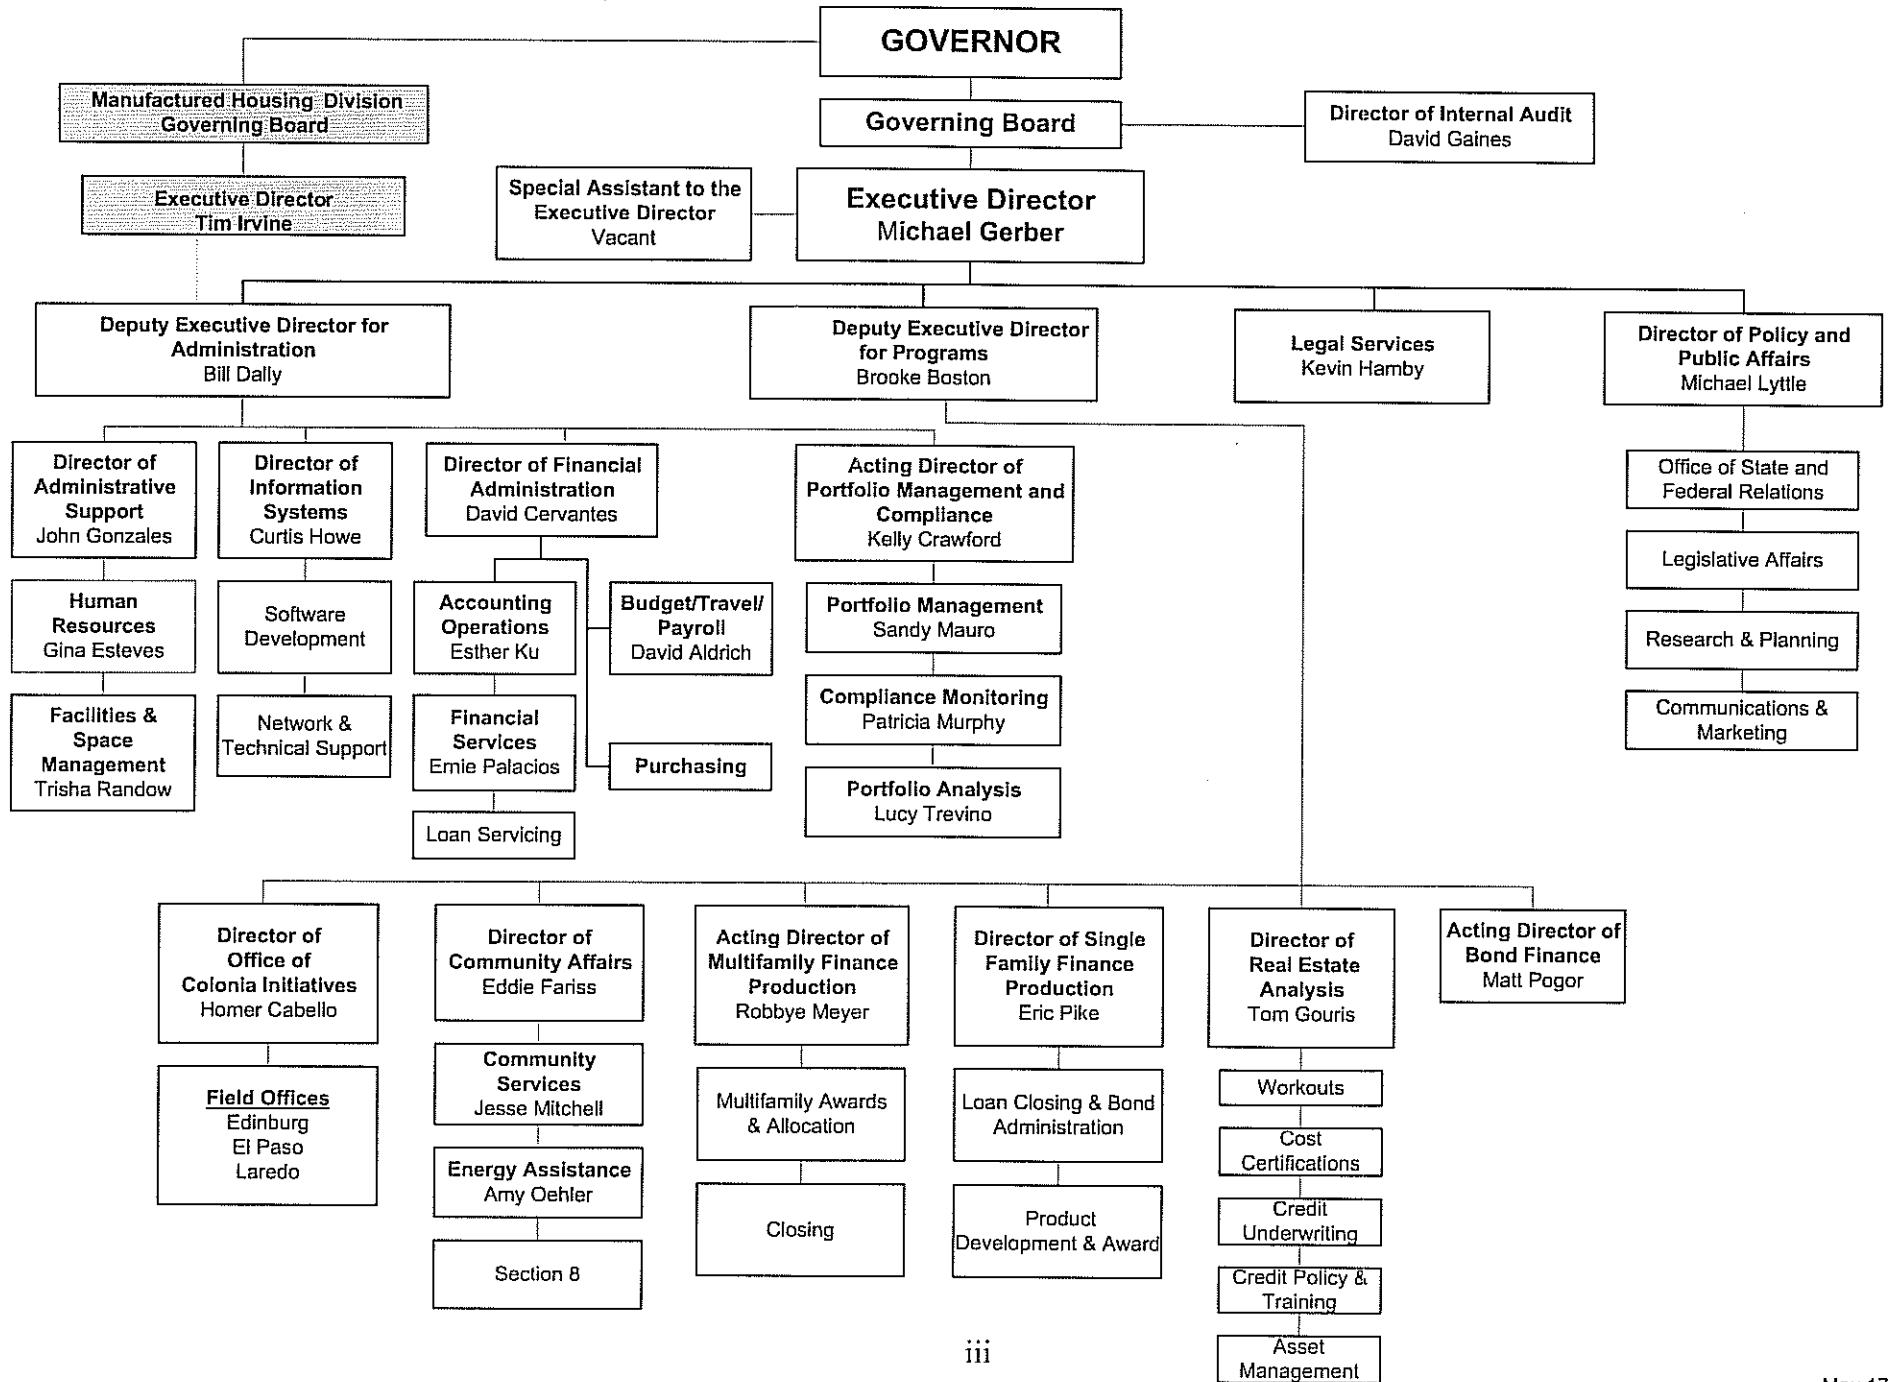 GOVERNOR
Manufactured Housing Division
Governing Board
Governing Board
Director of Internal Audit
David Gaines
Executive Director
Tim Irvine
Special Assistant to the
Executive Director
Vacant
Executive Director
Michael Gerber
Deputy Executive Director for
Administration
Bill Dally
Deputy Executive Director
for Programs
Brooke Boston
Legal Services
Kevin Hamby
Director of Policy and
Public Affairs
Michael Lyttle
Director of
Administrative
Support
John Gonzales
Director of
Information
Systems
Curtis Howe
Director of Financial
Administration
David Cervantes
Acting Director of
Portfolio Management and
Compliance
Kelly Crawford
Office of State and
Federal Relations
Legislative Affairs
Research & Planning
Communications &
Marketing
Human
Resources
Gina Esteves
Facilities &
Space
Management
Trisha Randow
Software
Development
Network &
Technical Support
Accounting
Operations
Esther Ku
Financial
Services
Ernie Palacios
Loan Servicing
Budget/Travel/
Payroll
David Aldrich
Purchasing
Portfolio Management
Sandy Mauro
Compliance Monitoring
Patricia Murphy
Portfolio Analysis
Lucy Trevino
Director of
Office of
Colonia Initiatives
Homer Cabello
Field Offices
Edinburg
El Paso
Laredo
Director of
Community Affairs
Eddie Fariss
Community
Services
Jesse Mitchell
Energy Assistance
Amy Oehler
Section 8
Acting Director of
Multifamily Finance
Production
Robbye Meyer
Multifamily Awards
& Allocation
Closing
Director of Single
Family Finance
Production
Eric Pike
Loan Closing & Bond
Administration
Product
Development & Award
Director of
Real Estate
Analysis
Tom Gouris
Workouts
Cost
Certifications
Credit
Underwriting
Credit Policy &
Training
Asset
Management
Acting Director of
Bond Finance
Matt Pogor
iii